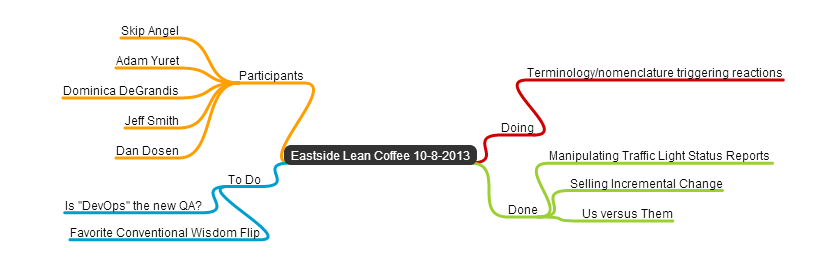 Eastside Lean Coffee 10-8-2013
Participants
Skip Angel
Adam Yuret
Dominica DeGrandis
Jeff Smith
Dan Dosen
To Do
Is "DevOps" the new QA?
Favorite Conventional Wisdom Flip
Doing
Terminology/nomenclature triggering reactions
Done
Manipulating Traffic Light Status Reports
Selling Incremental Change
Us versus Them